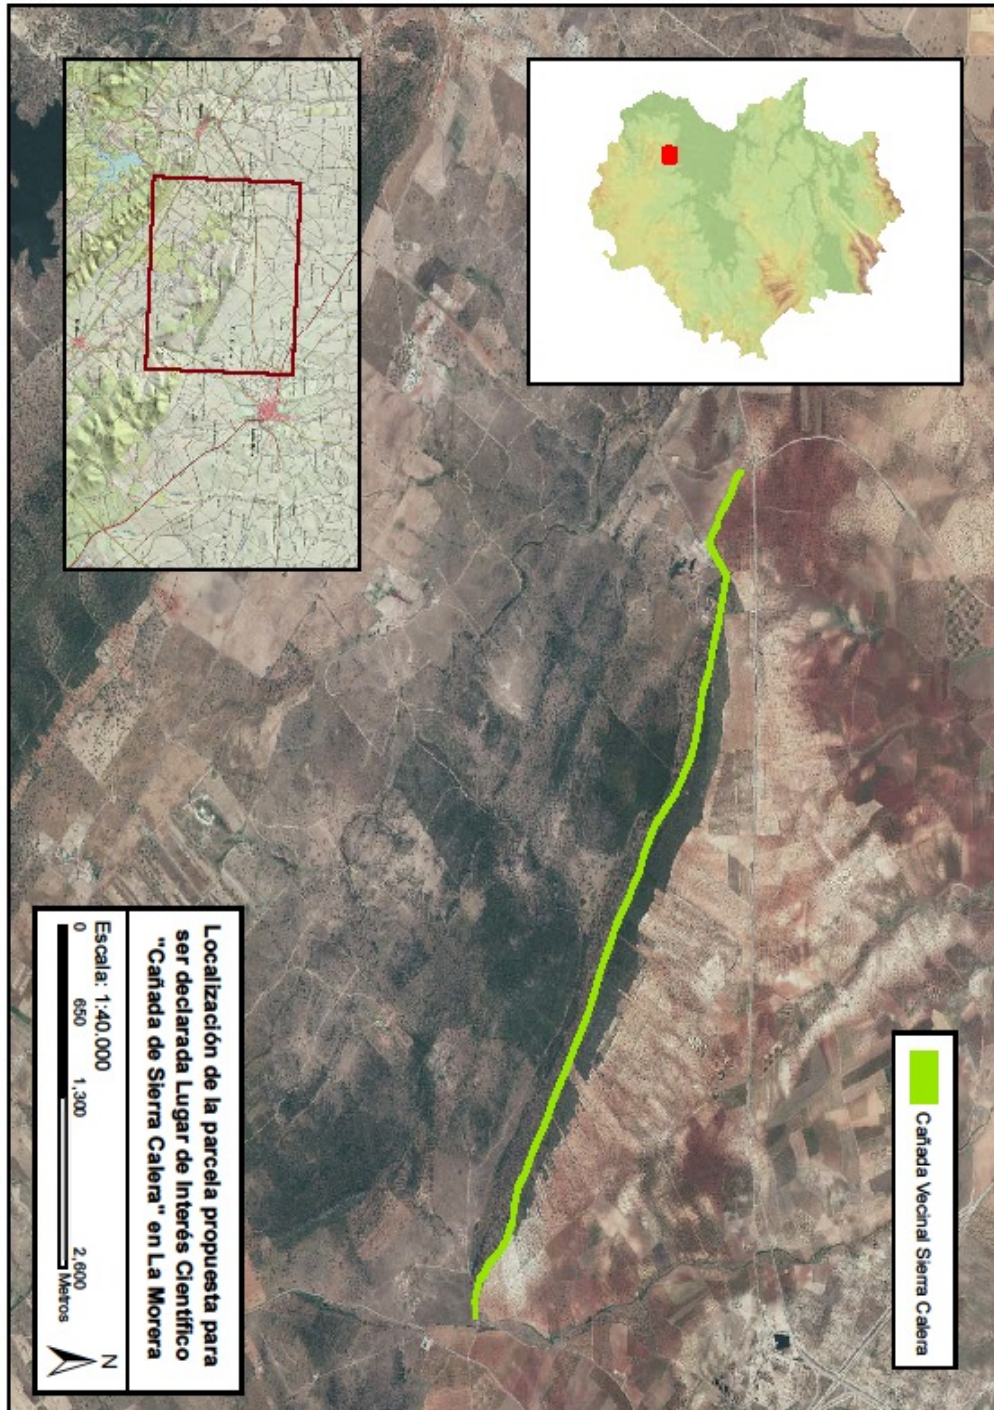 Cañada Vecinal Sierra Calera
Localización de la parcela propuesta para
ser declarada Lugar de Interés Científico
"Cañada de Sierra Calera" en La Morera
Escala: 1:40.000
0 650 1,300 2,600
Metros
N